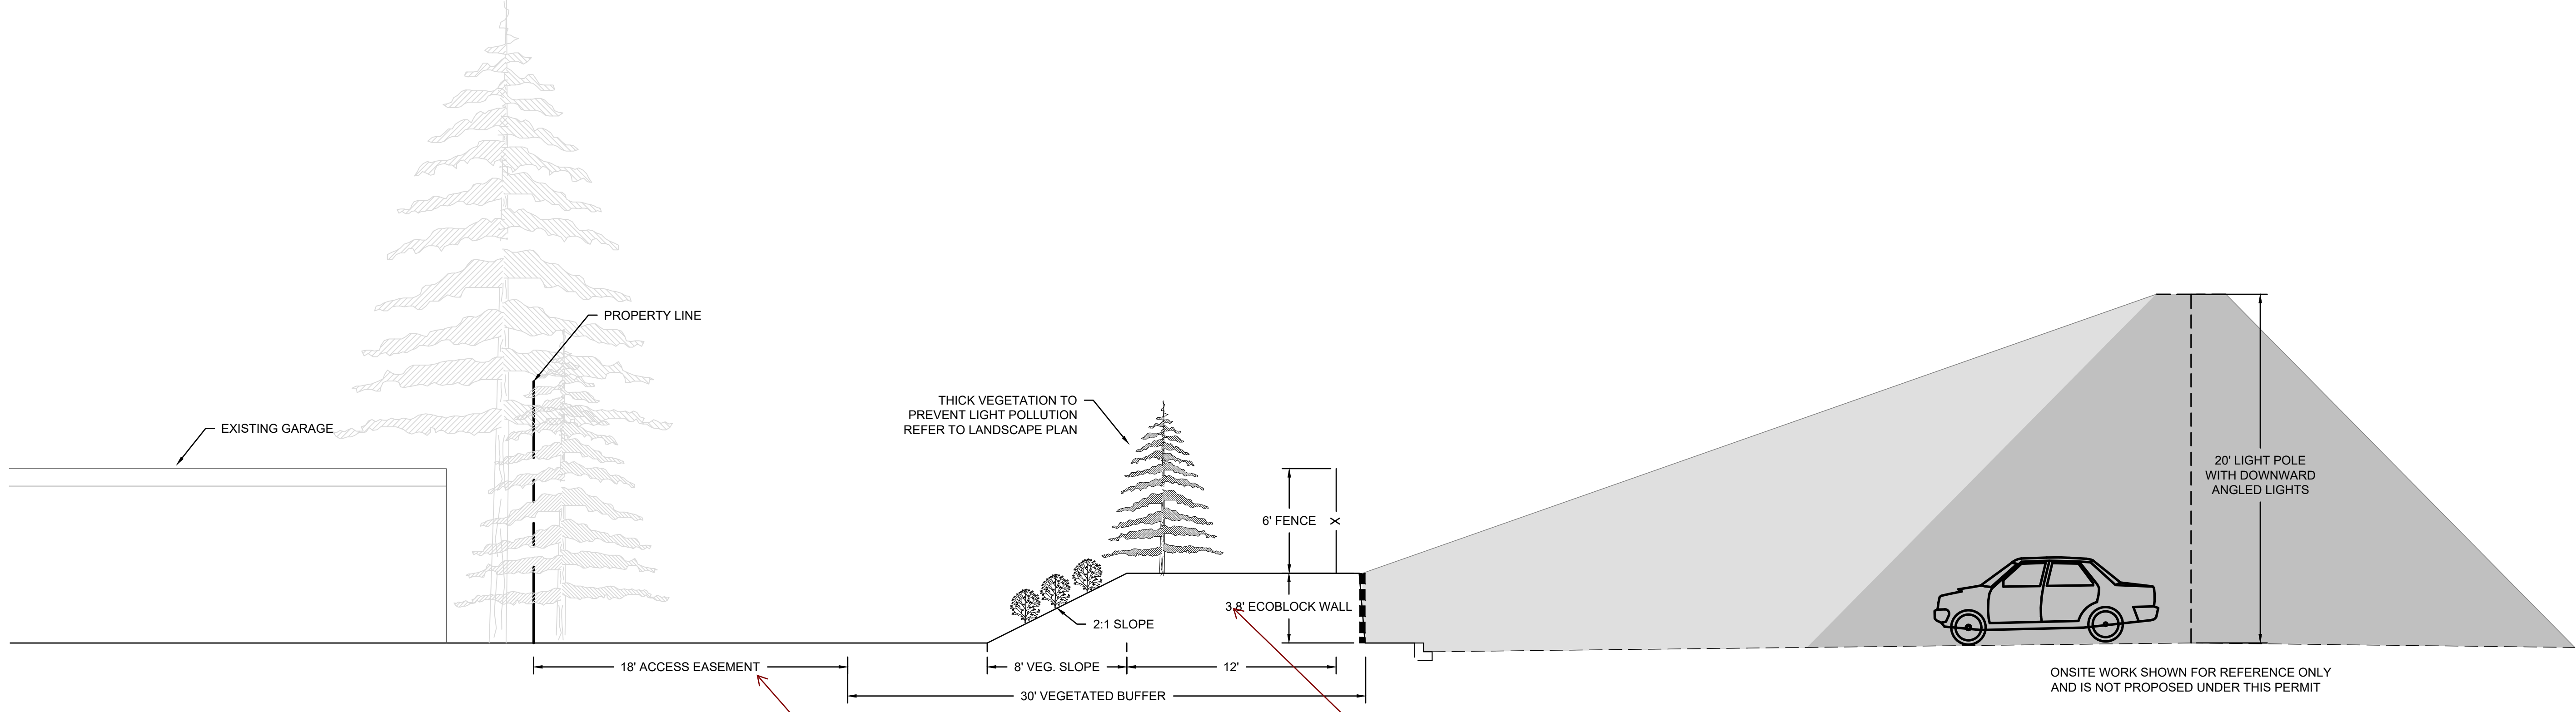 PROPERTY LINE
EXISTING GARAGE
THICK VEGETATION TO
PREVENT LIGHT POLLUTION
REFER TO LANDSCAPE PLAN
6' FENCE
X
20' LIGHT POLE
WITH DOWNWARD
ANGLED LIGHTS
3.8' ECOBLOCK WALL
2:1 SLOPE
18' ACCESS EASEMENT
8' VEG. SLOPE
12'
30' VEGETATED BUFFER
ONSITE WORK SHOWN FOR REFERENCE ONLY
AND IS NOT PROPOSED UNDER THIS PERMIT